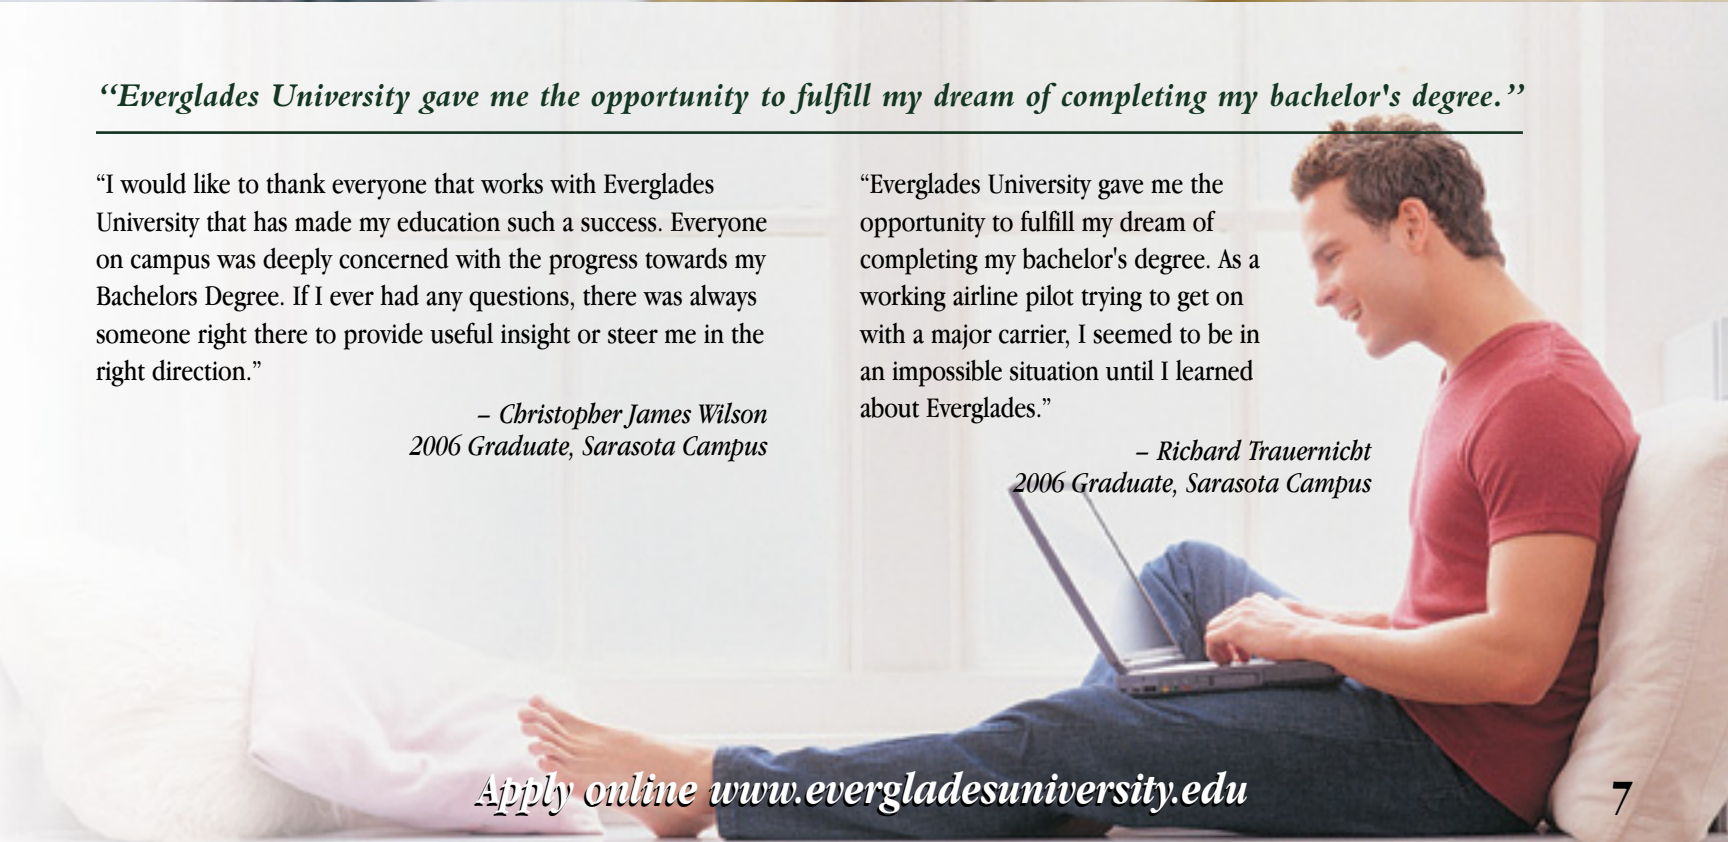 “Everglades University gave me the opportunity to fulfill my dream of completing my bachelor's degree.”
“I would like to thank everyone that works with Everglades
University that has made my education such a success. Everyone
on campus was deeply concerned with the progress towards my
Bachelors Degree. If I ever had any questions, there was always
someone right there to provide useful insight or steer me in the
right direction.”
– Christopher James Wilson
2006 Graduate, Sarasota Campus
“Everglades University gave me the
opportunity to fulfill my dream of
completing my bachelor's degree. As a
working airline pilot trying to get on
with a major carrier, I seemed to be in
an impossible situation until I learned
about Everglades.”
– Richard Trauernicht
2006 Graduate, Sarasota Campus
Apply online www.evergladesuniversity.edu
7